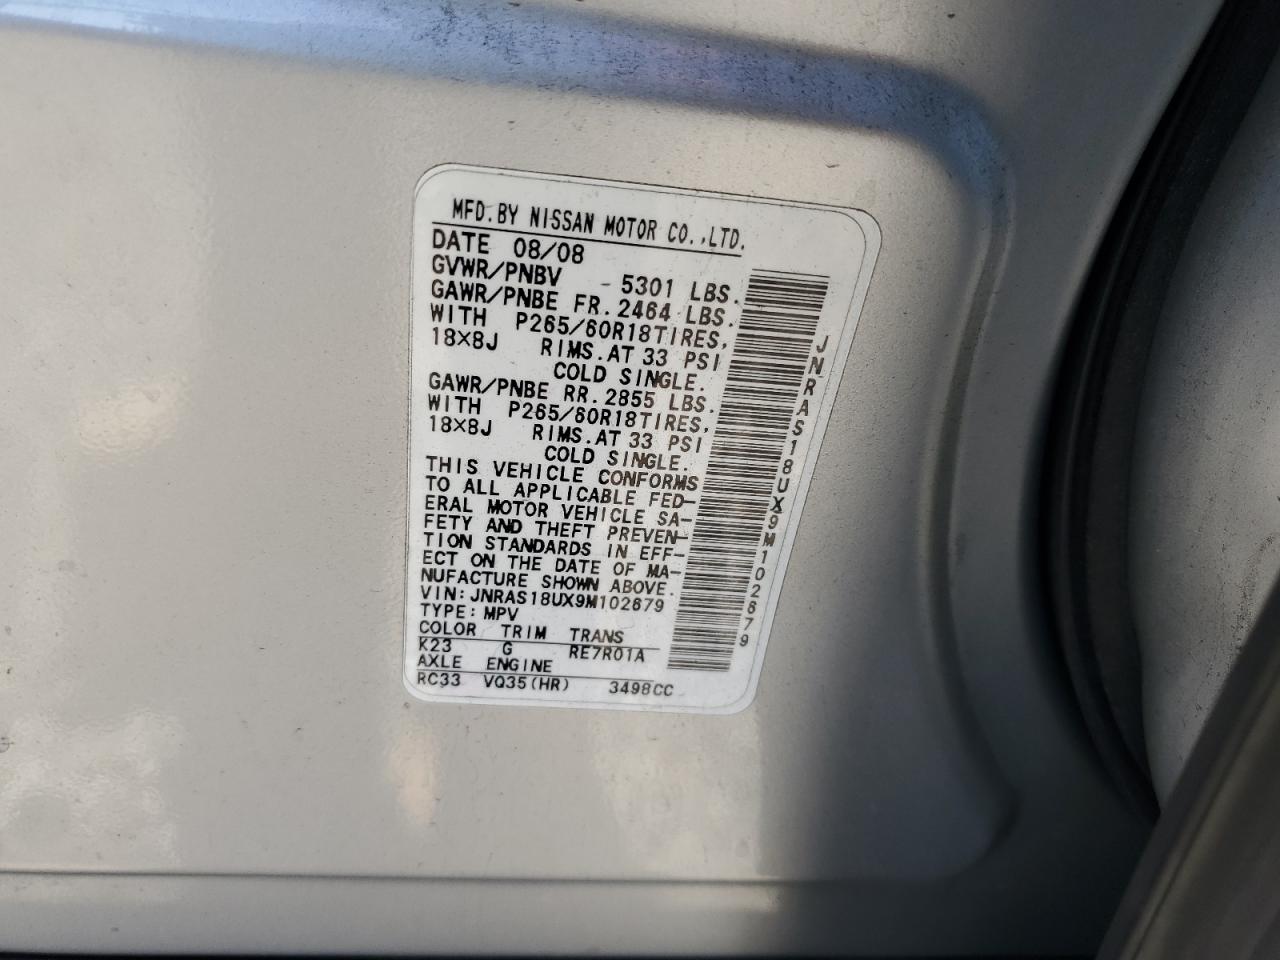 MFD. BY NISSAN MOTOR CO.,LTD.
DATE 08/08
GVWR/PNBV - 5301 LBS.
GAWR/PNBE FR. 2464 LBS.
WITH P265/60R18TIRES,
18×8J RIMS. AT 33 PSI
COLD SINGLE.
GAWR/PNBE RR. 2855 LBS.
WITH P265/60R18TIRES,
18×8J RIMS. AT 33 PSI
COLD SINGLE.
THIS VEHICLE CONFORMS
TO ALL APPLICABLE FED-
ERAL MOTOR VEHICLE SA-
FETY AND THEFT PREVEN-
TION STANDARDS IN EFF-
ECT ON THE DATE OF MA-
NUFACTURE SHOWN ABOVE.
VIN: JNRAS18UX9M102679
TYPE: MPV
COLOR TRIM TRANS
K23 G RE7R01A
AXLE ENGINE
RC33 VQ35(HR) 3498CC
JNRAS18UX9M102679